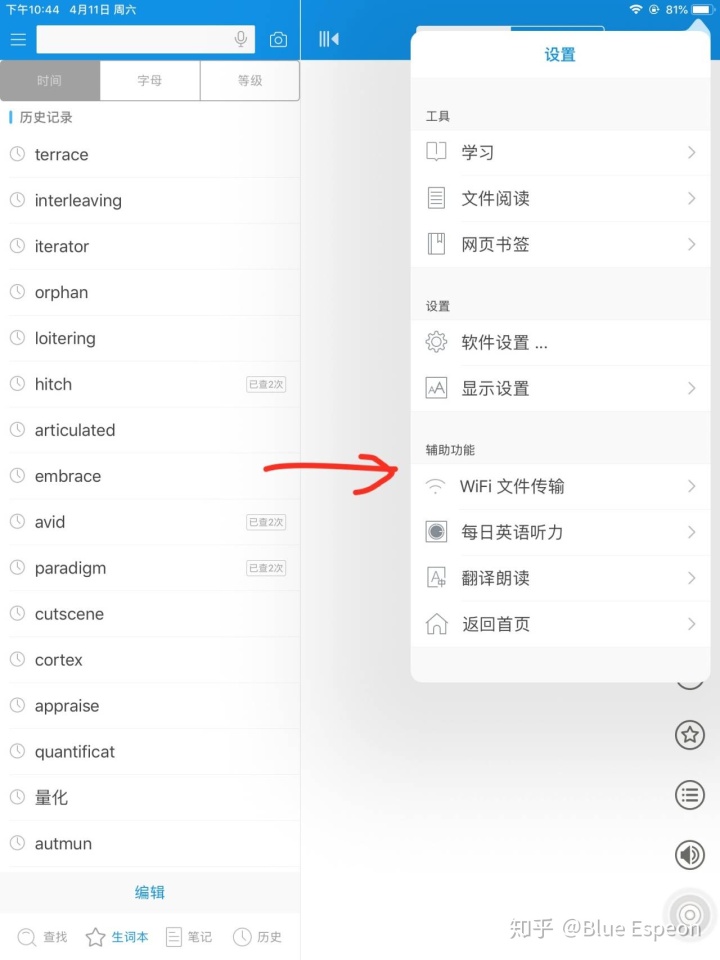 下午10:44 4月11日 周六
81%
时间
字母
等级
历史记录
terrace
interleaving
iterator
orphan
loitering
hitch 已查2次
articulated
embrace
avid 已查2次
paradigm 已查2次
cutscene
cortex
appraise
quantificat
量化
autmun
编辑
查找
生词本
笔记
历史
设置
工具
学习
文件阅读
网页书签
设置
软件设置 ...
显示设置
辅助功能
WiFi 文件传输
每日英语听力
翻译朗读
返回首页
知乎 @Blue Espeon